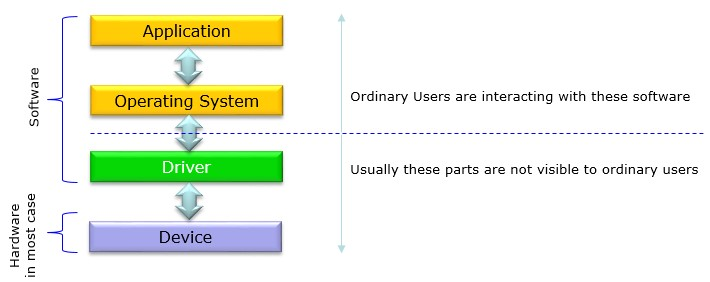 Application
Operating System
Driver
Device
Software
Hardware
in most case
Ordinary Users are interacting with these software
Usually these parts are not visible to ordinary users